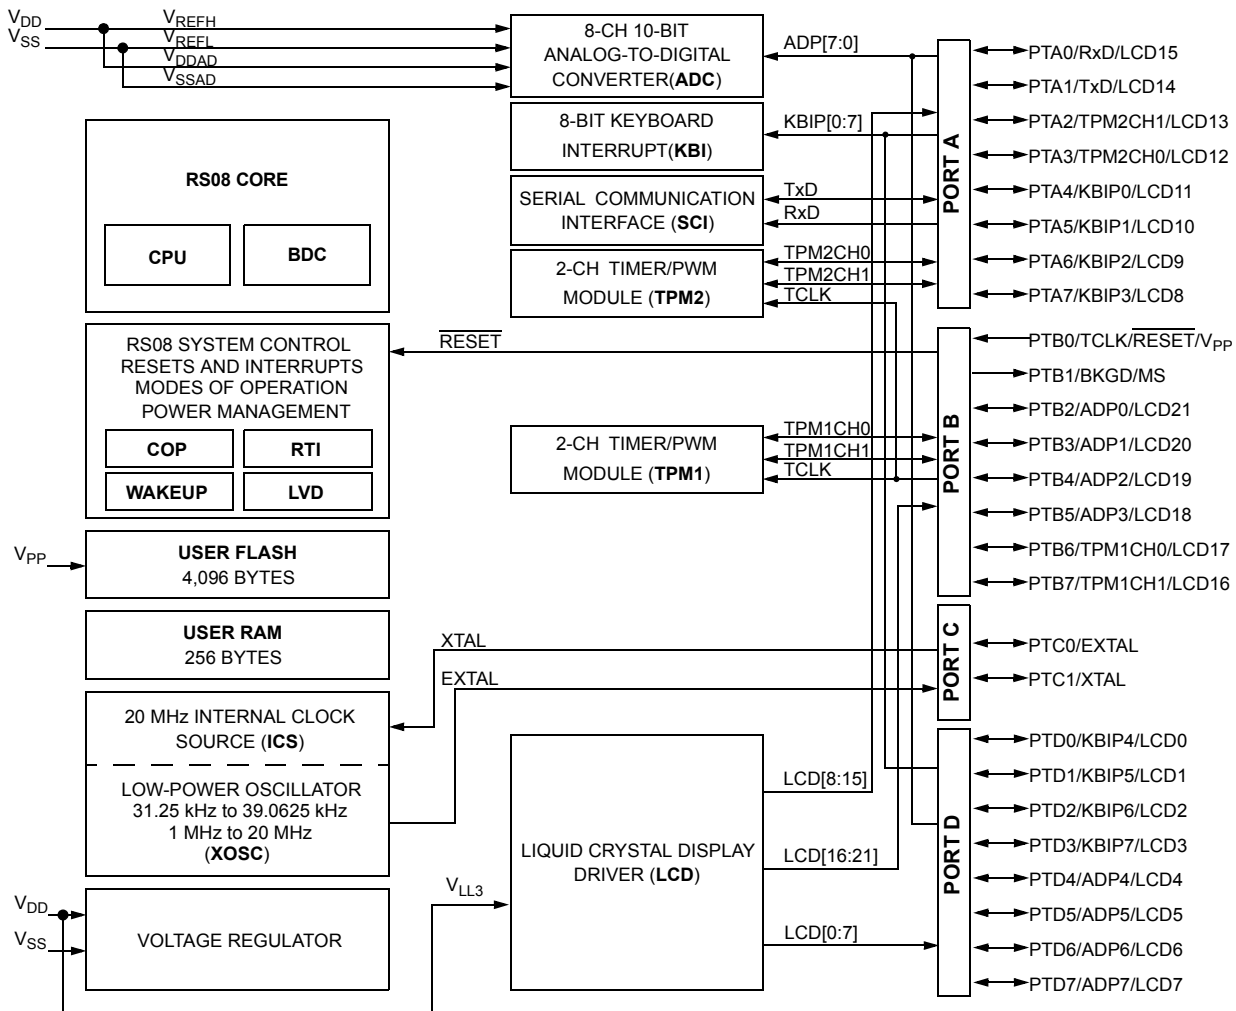 VDD
VSS
VREFH
VREFL
VDDAD
VSSAD
8-CH 10-BIT
ANALOG-TO-DIGITAL
CONVERTER(ADC)
ADP[7:0]
8-BIT KEYBOARD
INTERRUPT(KBI)
KBIP[0:7]
SERIAL COMMUNICATION
INTERFACE (SCI)
TxD
RxD
2-CH TIMER/PWM
MODULE (TPM2)
TPM2CH0
TPM2CH1
TCLK
PORT A
PTA0/RxD/LCD15
PTA1/TxD/LCD14
PTA2/TPM2CH1/LCD13
PTA3/TPM2CH0/LCD12
PTA4/KBIP0/LCD11
PTA5/KBIP1/LCD10
PTA6/KBIP2/LCD9
PTA7/KBIP3/LCD8
RS08 CORE
CPU
BDC
RS08 SYSTEM CONTROL
RESETS AND INTERRUPTS
MODES OF OPERATION
POWER MANAGEMENT
COP
RTI
WAKEUP
LVD
RESET
2-CH TIMER/PWM
MODULE (TPM1)
TPM1CH0
TPM1CH1
TCLK
PORT B
PTB0/TCLK/RESET/VPP
PTB1/BKGD/MS
PTB2/ADP0/LCD21
PTB3/ADP1/LCD20
PTB4/ADP2/LCD19
PTB5/ADP3/LCD18
PTB6/TPM1CH0/LCD17
PTB7/TPM1CH1/LCD16
VPP
USER FLASH
4,096 BYTES
USER RAM
256 BYTES
XTAL
EXTAL
PORT C
PTC0/EXTAL
PTC1/XTAL
20 MHz INTERNAL CLOCK
SOURCE (ICS)
LOW-POWER OSCILLATOR
31.25 kHz to 39.0625 kHz
1 MHz to 20 MHz
(XOSC)
LIQUID CRYSTAL DISPLAY
DRIVER (LCD)
LCD[8:15]
LCD[16:21]
LCD[0:7]
VLL3
PORT D
PTD0/KBIP4/LCD0
PTD1/KBIP5/LCD1
PTD2/KBIP6/LCD2
PTD3/KBIP7/LCD3
PTD4/ADP4/LCD4
PTD5/ADP5/LCD5
PTD6/ADP6/LCD6
PTD7/ADP7/LCD7
VDD
VSS
VOLTAGE REGULATOR